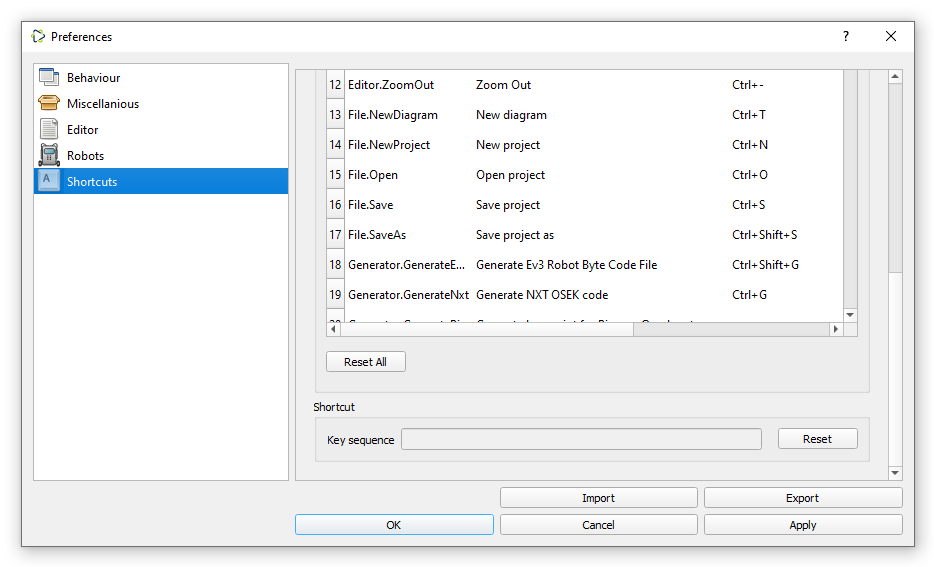 Preferences
?
Behaviour
Miscellanious
Editor
Robots
A Shortcuts
12 Editor.ZoomOut Zoom Out Ctrl+-
13 File.NewDiagram New diagram Ctrl+T
14 File.NewProject New project Ctrl+N
15 File.Open Open project Ctrl+O
16 File.Save Save project Ctrl+S
17 File.SaveAs Save project as Ctrl+Shift+S
18 Generator.GenerateE... Generate Ev3 Robot Byte Code File Ctrl+Shift+G
19 Generator.GenerateNxt Generate NXT OSEK code Ctrl+G
Reset All
Shortcut
Key sequence
Reset
Import
Export
OK
Cancel
Apply